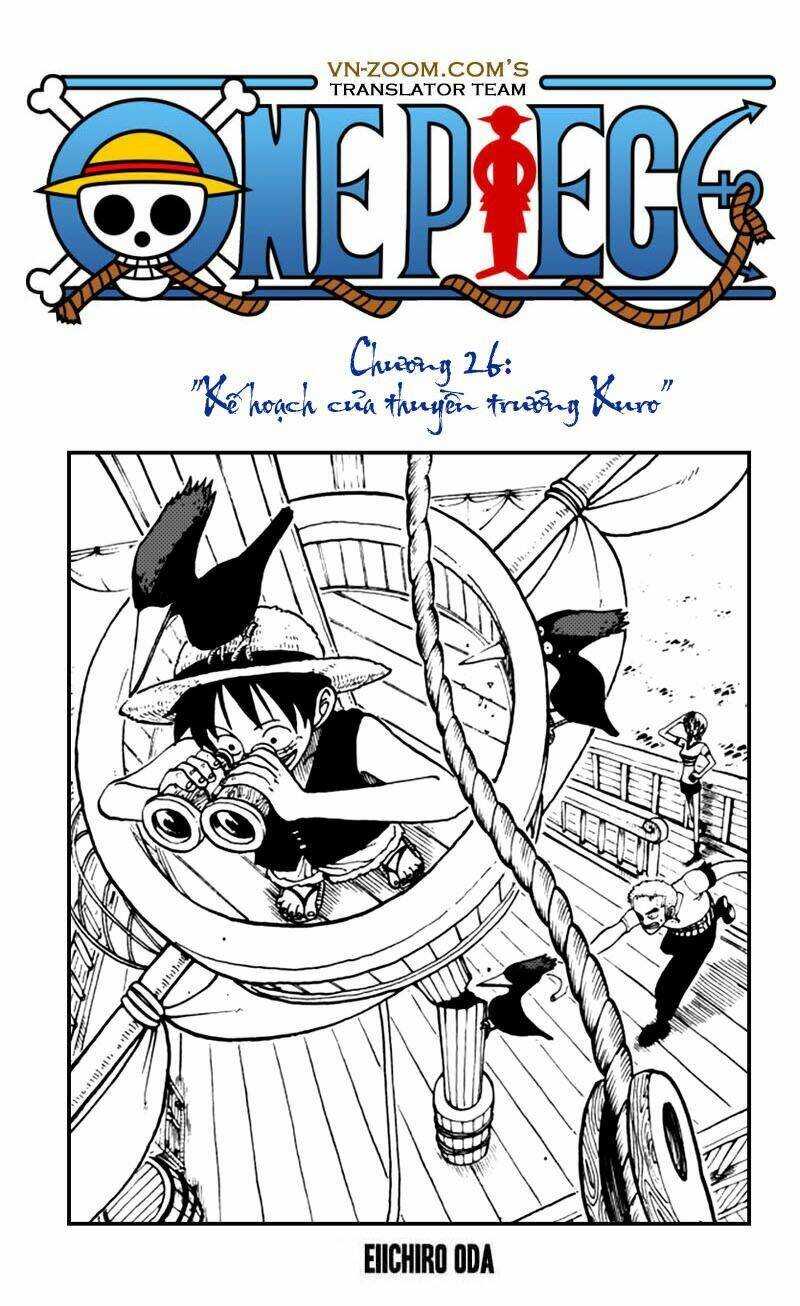 VN-ZOOM.COM'S
TRANSLATOR TEAM
ONE PIECE
Chương 26:
"Kế hoạch của thuyền trưởng Kuro"
EIICHIRO ODA